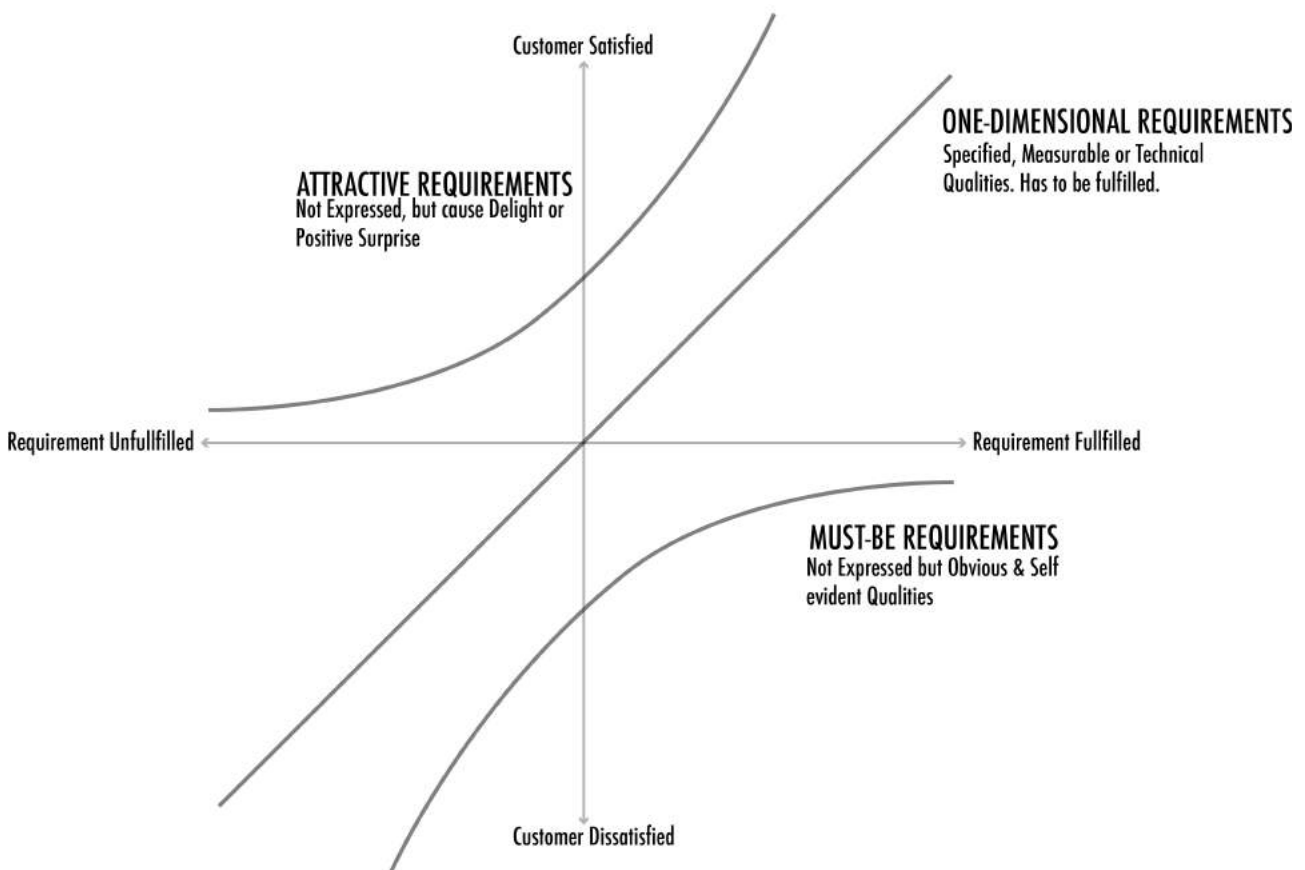 Customer Satisfied
ONE-DIMENSIONAL REQUIREMENTS
Specified, Measurable or Technical
Qualities. Has to be fulfilled.
ATTRACTIVE REQUIREMENTS
Not Expressed, but cause Delight or
Positive Surprise
Requirement Unfullfilled
Requirement Fullfilled
MUST-BE REQUIREMENTS
Not Expressed but Obvious & Self
evident Qualities
Customer Dissatisfied